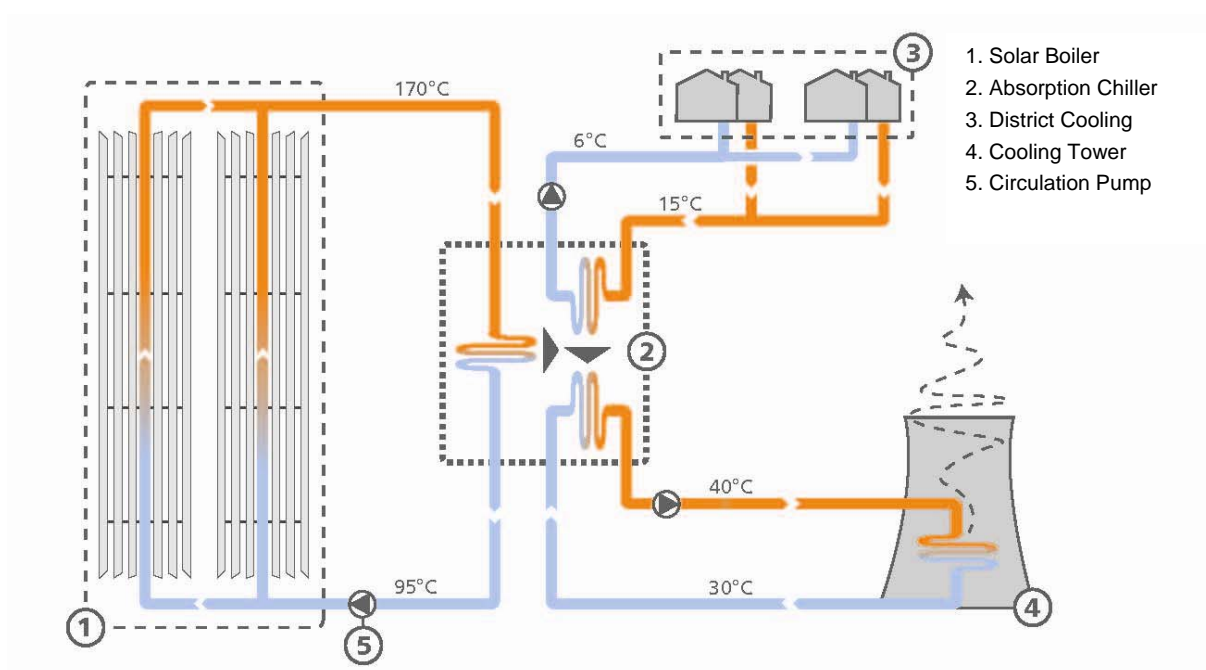 170°C
3
1. Solar Boiler
2. Absorption Chiller
3. District Cooling
4. Cooling Tower
5. Circulation Pump
6°C
15°C
2
40°C
95°C
30°C
4
1
5